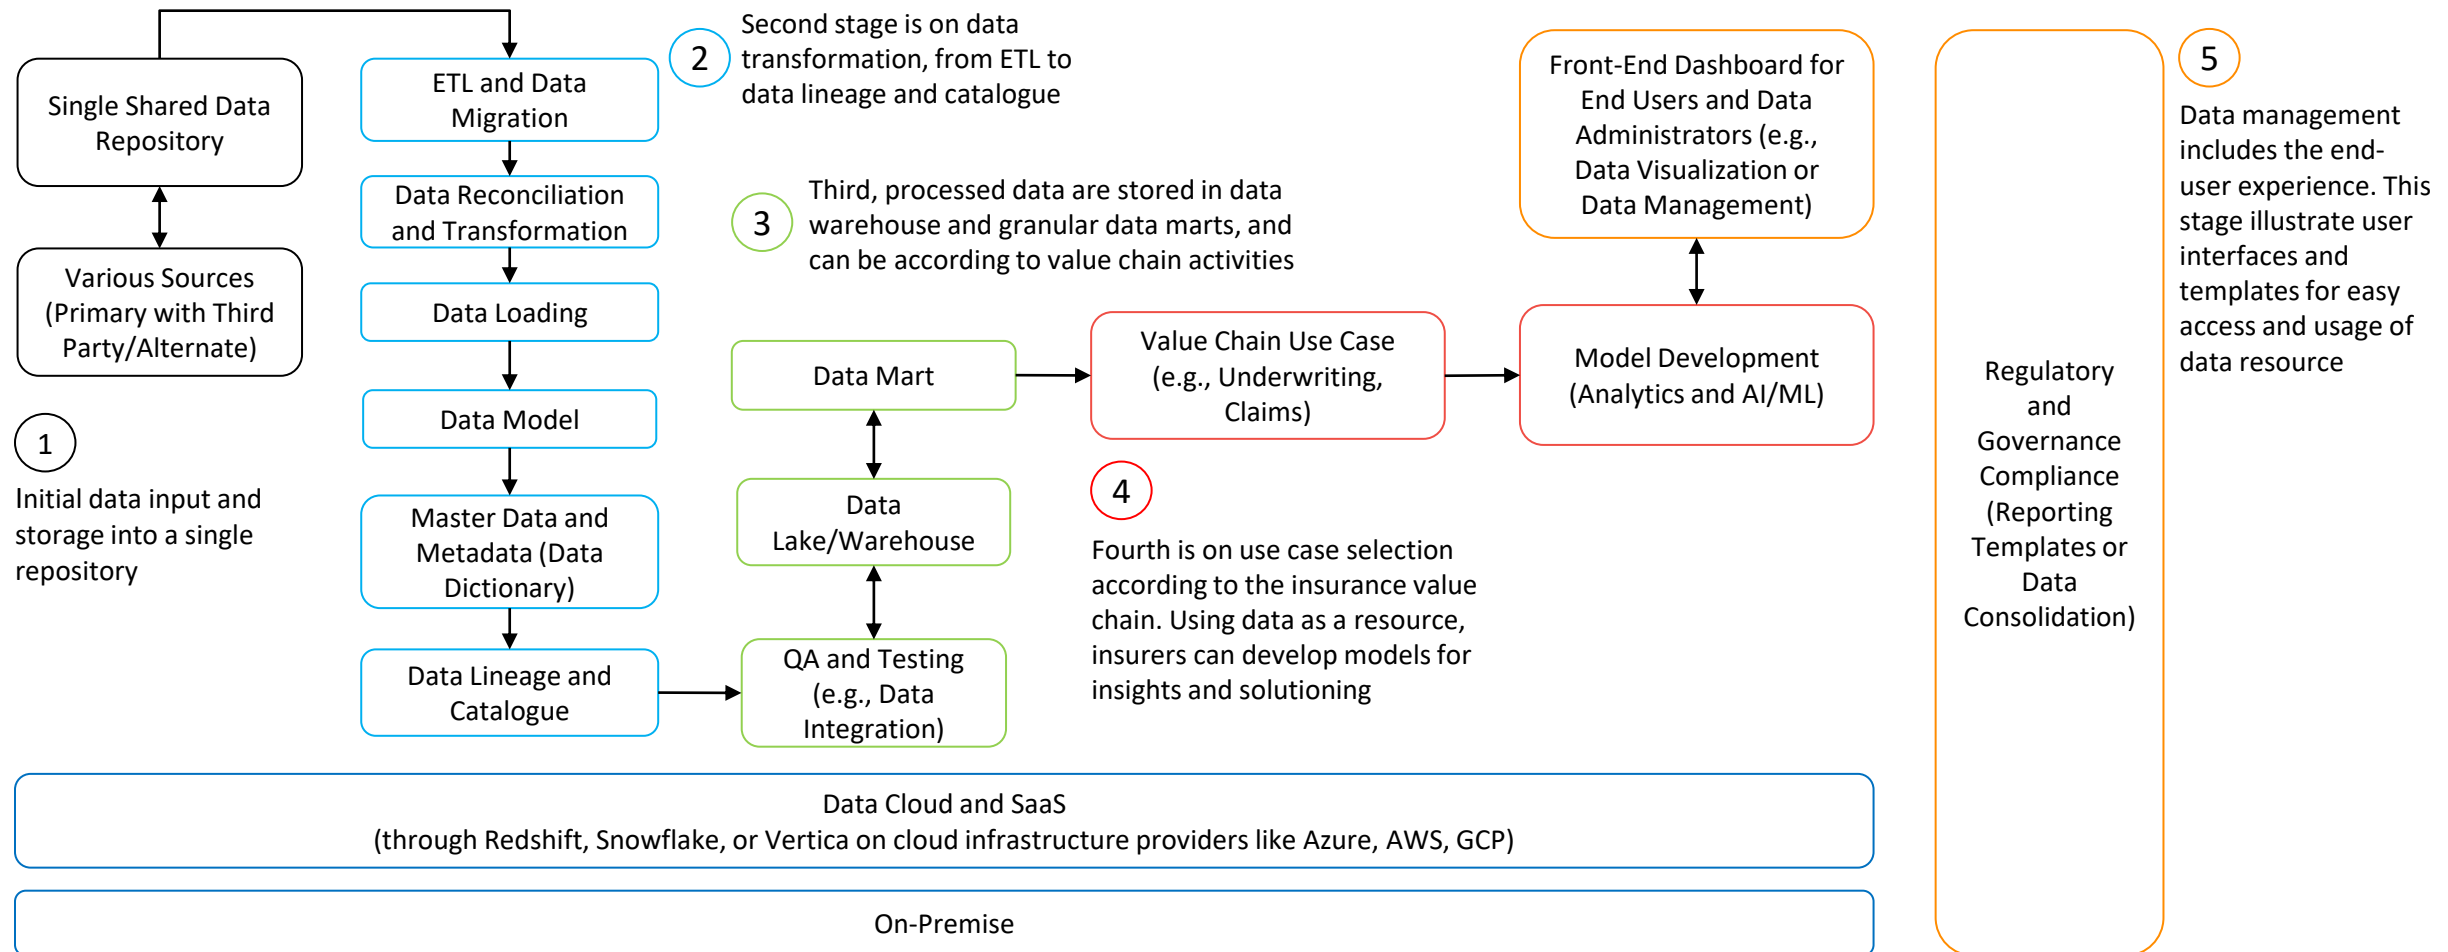 Single Shared Data
Repository
Various Sources
(Primary with Third
Party/Alternate)
1
Initial data input and
storage into a single
repository
ETL and Data
Migration
Data Reconciliation
and Transformation
Data Loading
Data Model
Master Data and
Metadata (Data
Dictionary)
Data Lineage and
Catalogue
2
Second stage is on data
transformation, from ETL to
data lineage and catalogue
3
Third, processed data are stored in data
warehouse and granular data marts, and
can be according to value chain activities
Data Mart
Data
Lake/Warehouse
QA and Testing
(e.g., Data
Integration)
Value Chain Use Case
(e.g., Underwriting,
Claims)
4
Fourth is on use case selection
according to the insurance value
chain. Using data as a resource,
insurers can develop models for
insights and solutioning
Front-End Dashboard for
End Users and Data
Administrators (e.g.,
Data Visualization or
Data Management)
Model Development
(Analytics and AI/ML)
Regulatory
and
Governance
Compliance
(Reporting
Templates or
Data
Consolidation)
5
Data management
includes the end-
user experience. This
stage illustrate user
interfaces and
templates for easy
access and usage of
data resource
Data Cloud and SaaS
(through Redshift, Snowflake, or Vertica on cloud infrastructure providers like Azure, AWS, GCP)
On-Premise